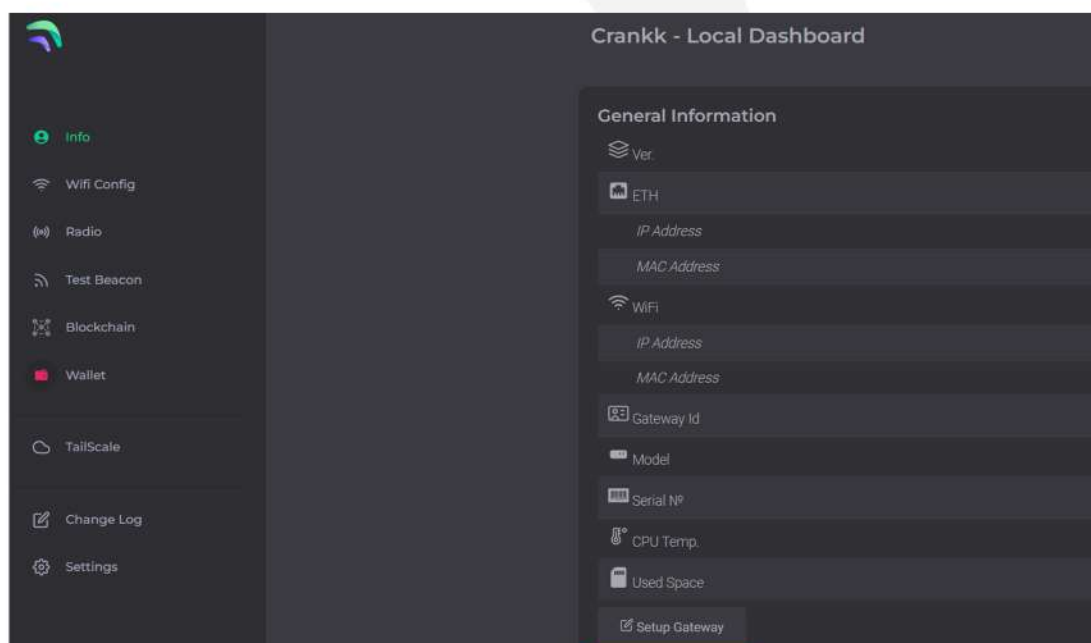 Crankk - Local Dashboard
Info
Wifi Config
Radio
Test Beacon
Blockchain
Wallet
TailScale
Change Log
Settings
General Information
Ver.
ETH
IP Address
MAC Address
WiFi
IP Address
MAC Address
Gateway Id
Model
Serial Nº
CPU Temp.
Used Space
Setup Gateway